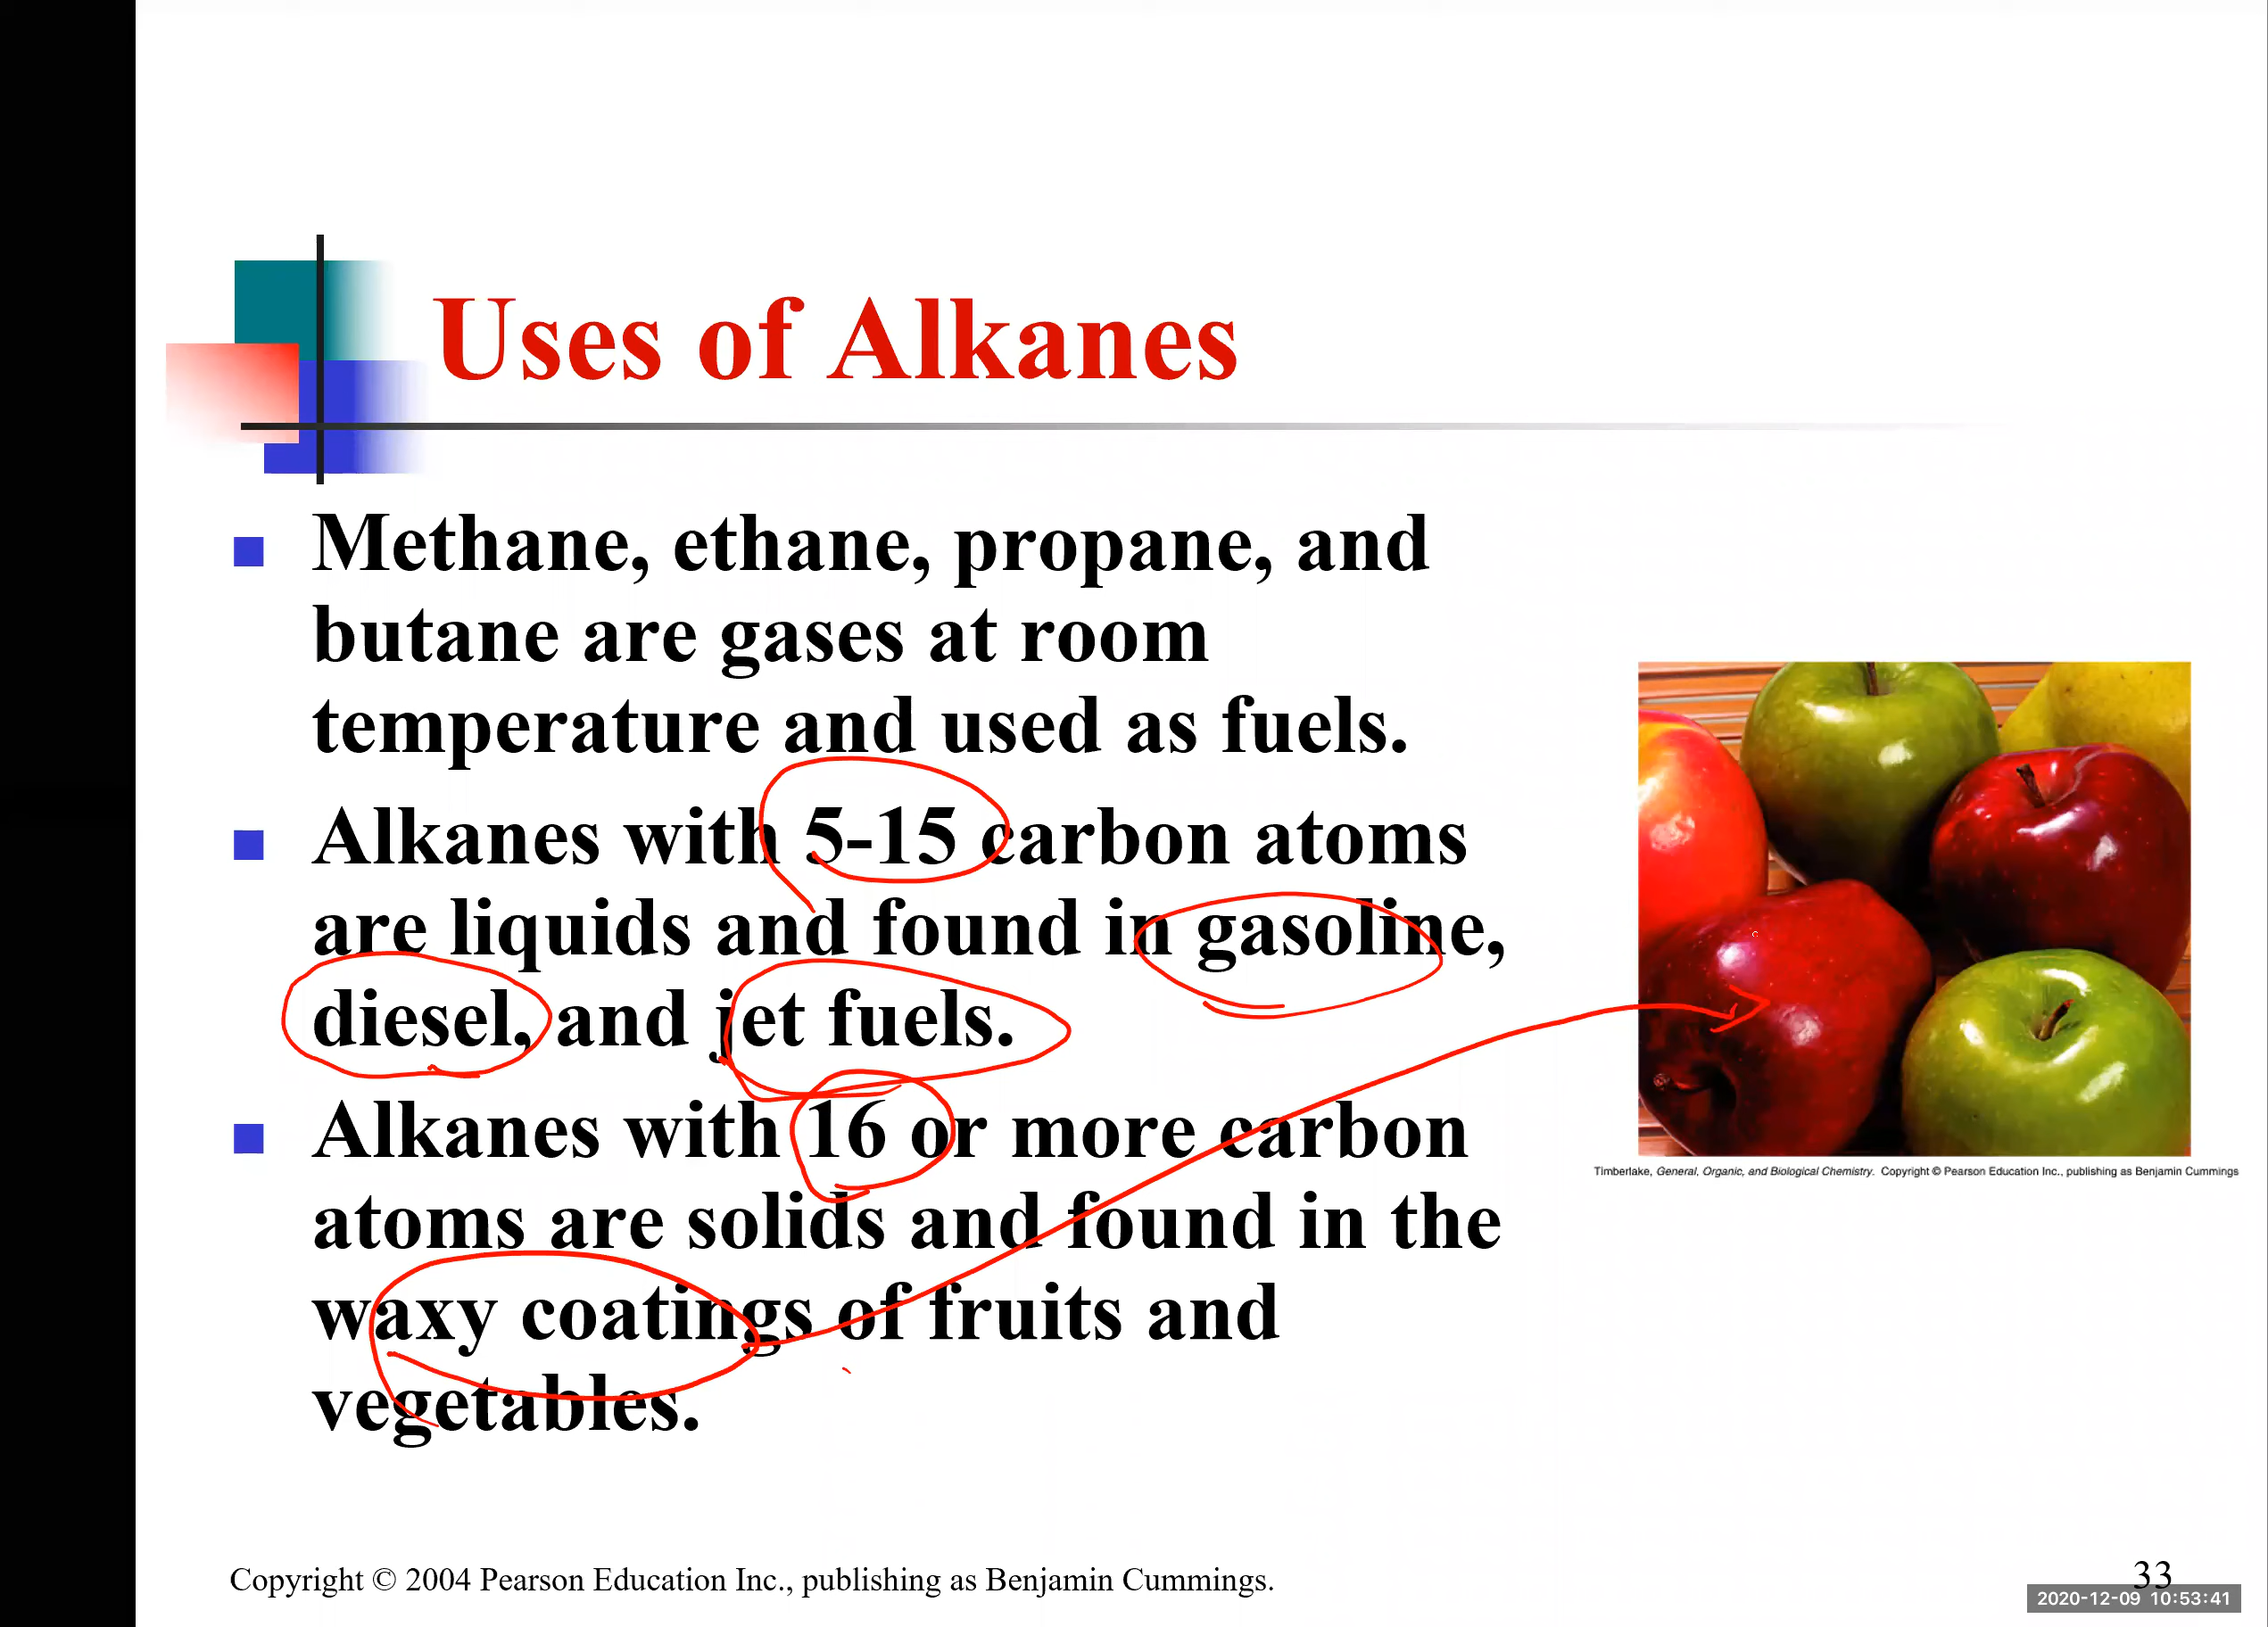 Uses of Alkanes
Methane, ethane, propane, and
butane are gases at room
temperature and used as fuels.
Alkanes with 5-15 carbon atoms
are liquids and found in gasoline,
diesel, and jet fuels.
Alkanes with 16 or more carbon
atoms are solids and found in the
waxy coatings of fruits and
vegetables.
Timberlake, General, Organic, and Biological Chemistry. Copyright © Pearson Education Inc., publishing as Benjamin Cummings
Copyright © 2004 Pearson Education Inc., publishing as Benjamin Cummings.
33
2020-12-09 10:53:41